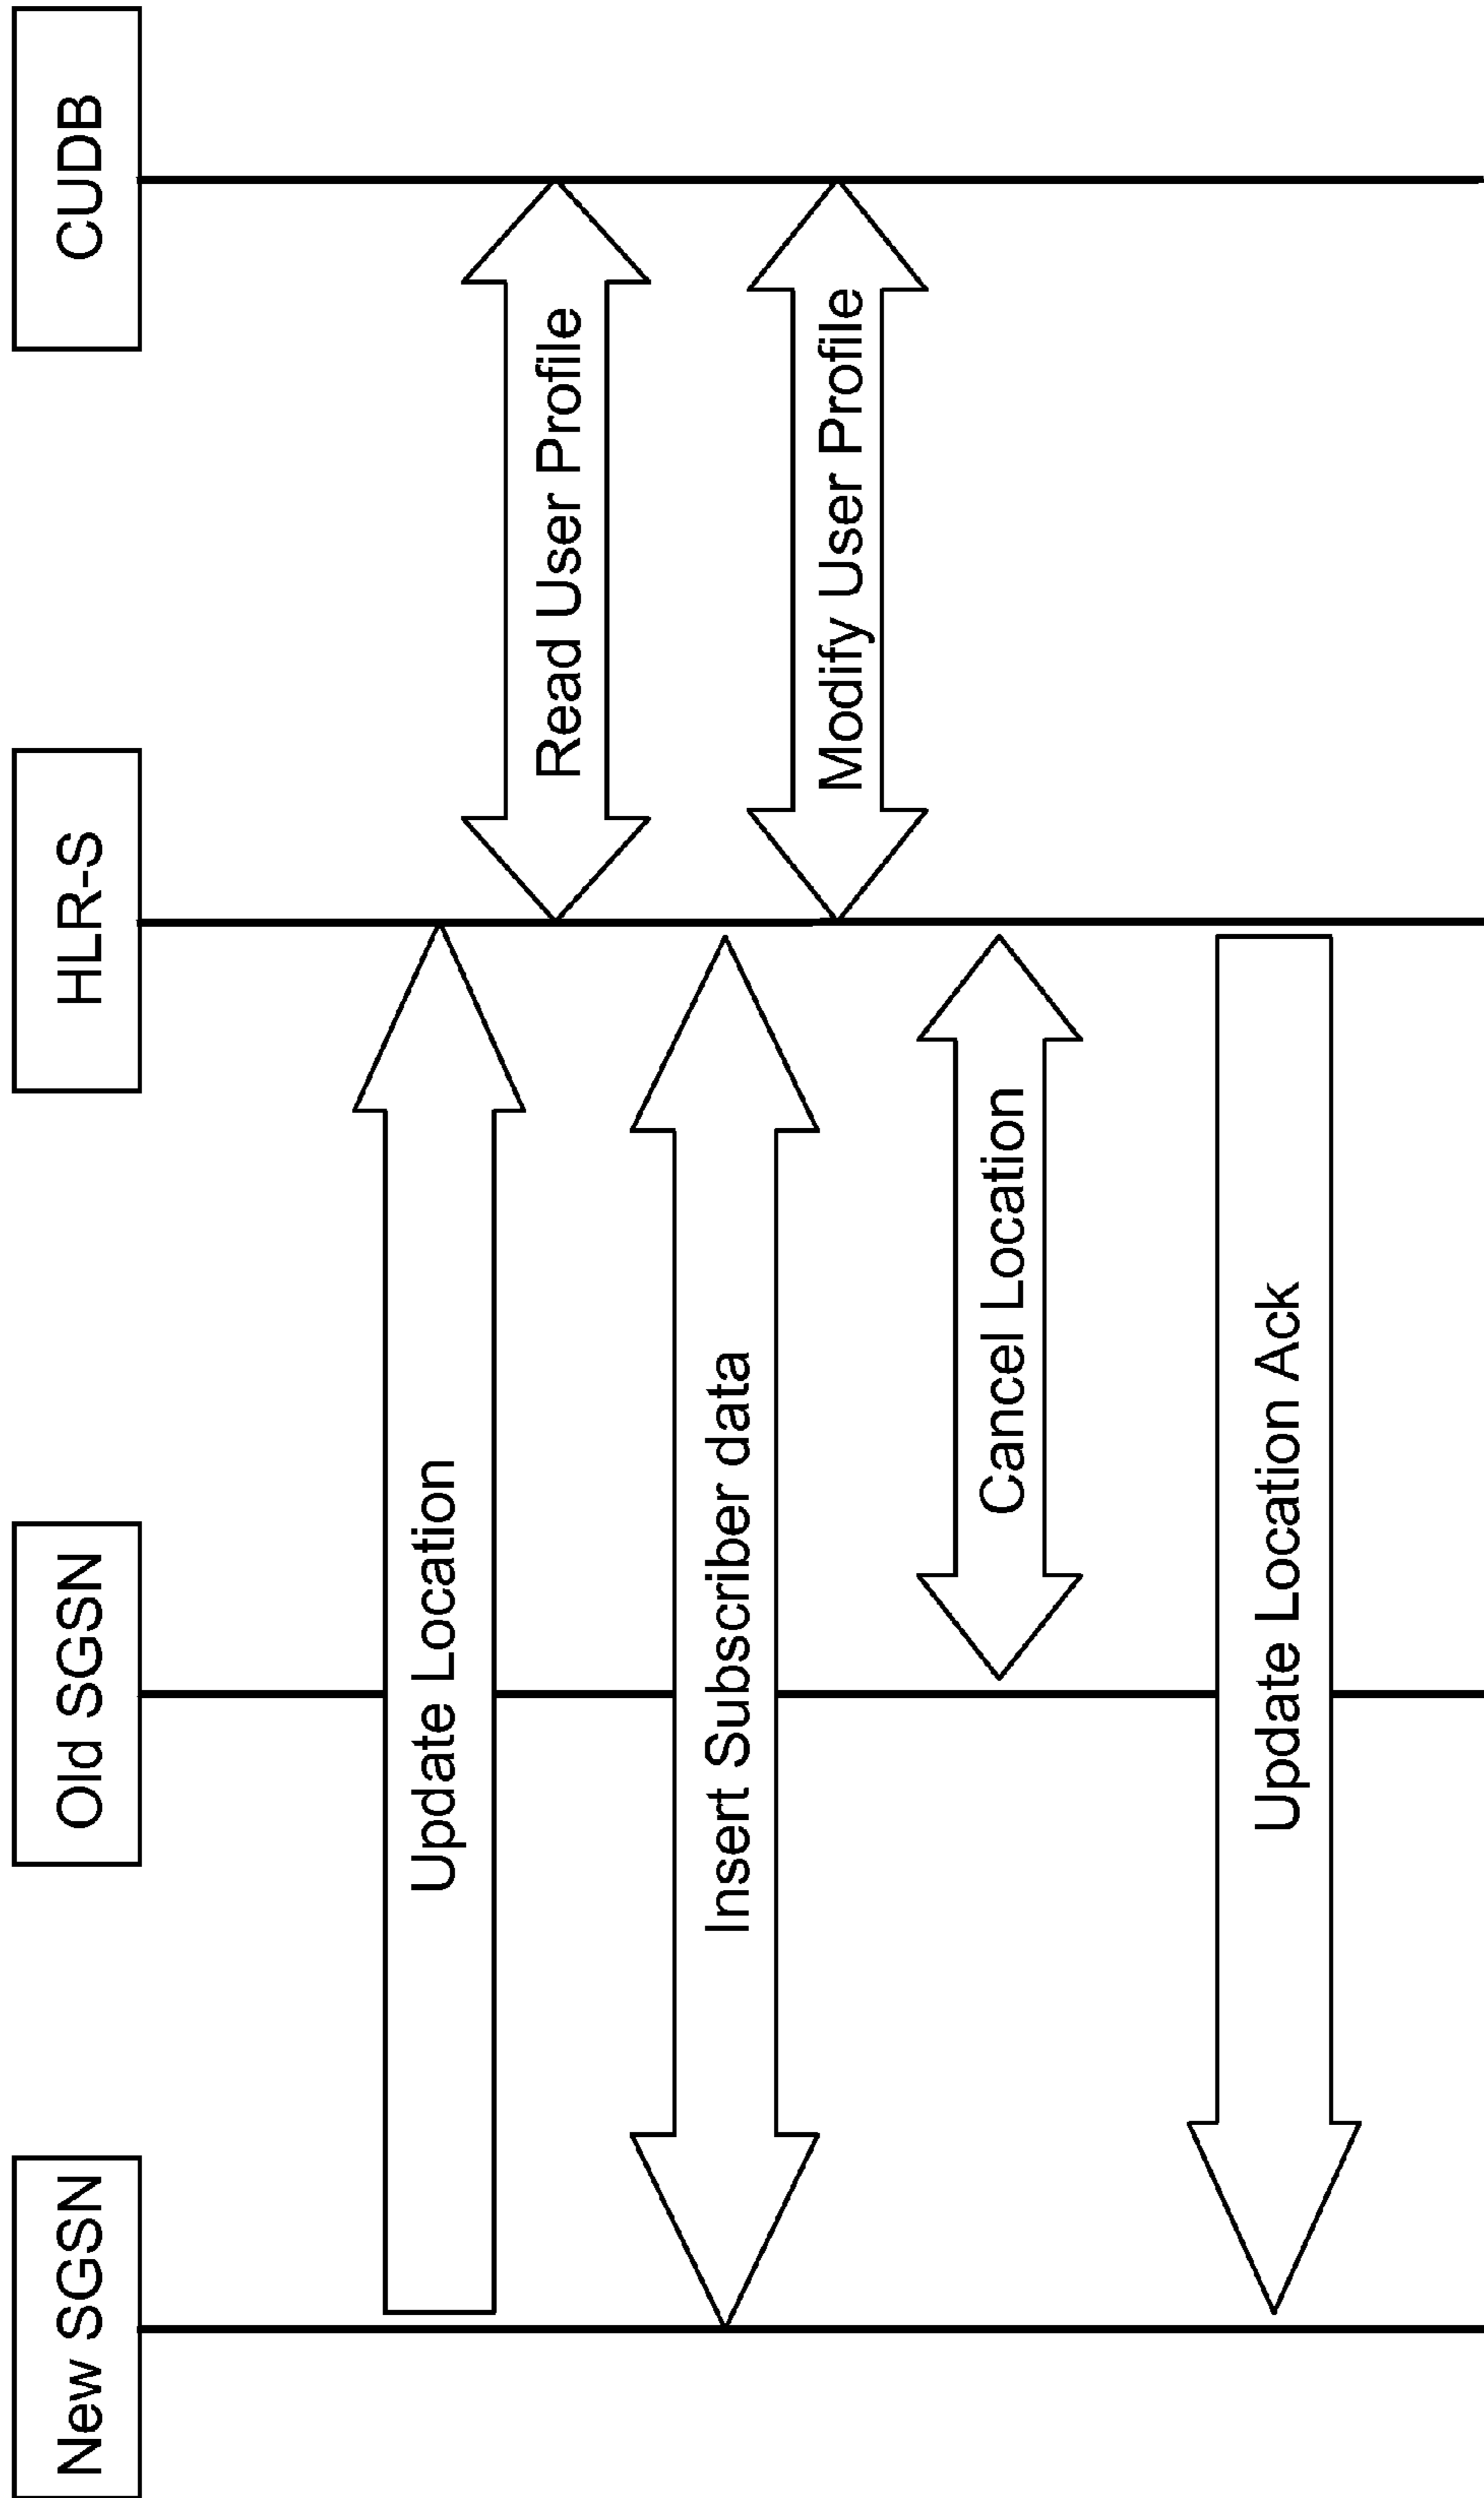 New SGSN
Old SGSN
HLR-S
CUDB
Update Location
Read User Profile
Insert Subscriber data
Modify User Profile
Cancel Location
Update Location Ack